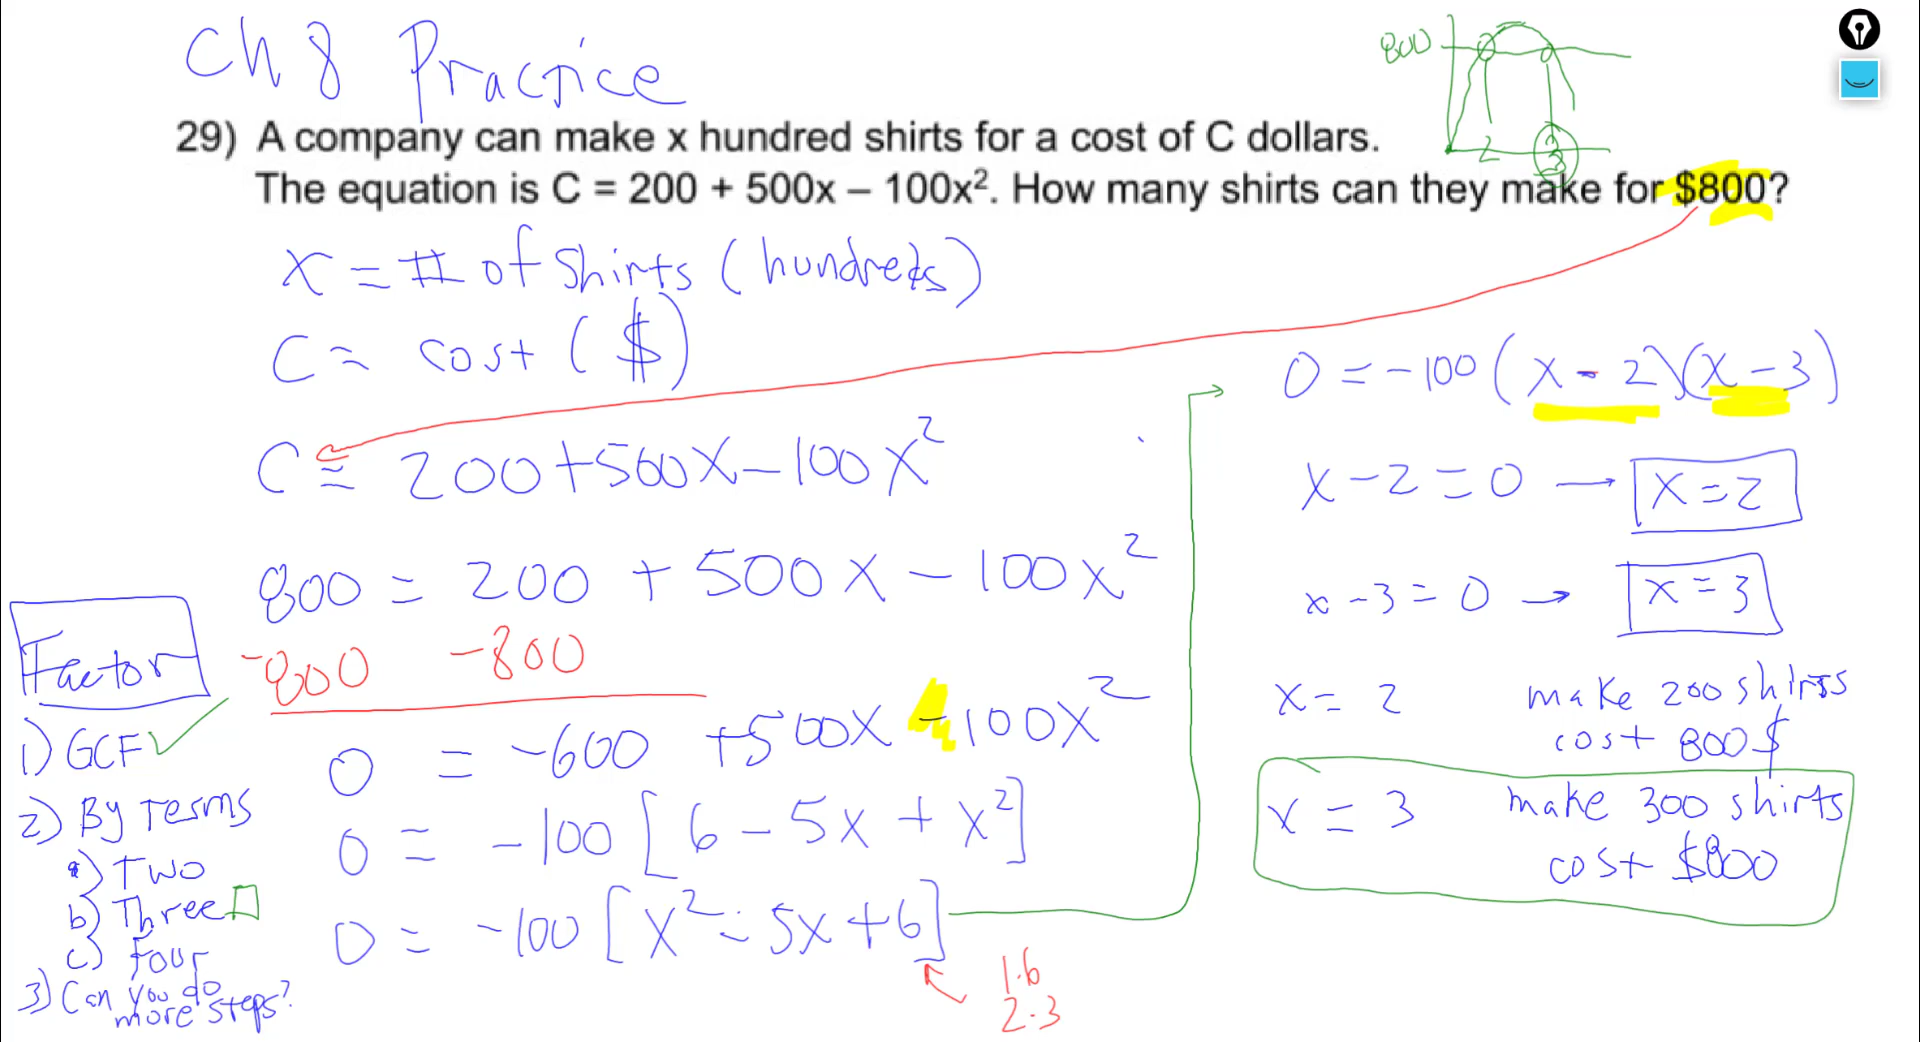 Ch 8 Practice
800
2 3
29) A company can make x hundred shirts for a cost of C dollars.
The equation is C = 200 + 500x – 100x². How many shirts can they make for $800?
x = # of shirts (hundreds)
C = cost ($)
C = 200+500x-100x²
800 = 200 + 500x - 100x²
-800 -800
0 = -600 +500x -100x²
0 = -100 [6 - 5x + x²]
0 = -100 [x² - 5x + 6]
1·6
2·3
Factor
1) GCF ✓
2) By Terms
a) Two
b) Three
c) Four
3) Can you do
more steps?
0 = -100 (x - 2)(x - 3)
x - 2 = 0 → x = 2
x - 3 = 0 → x = 3
x = 2 make 200 shirts
cost 800$
x = 3 make 300 shirts
cost $800